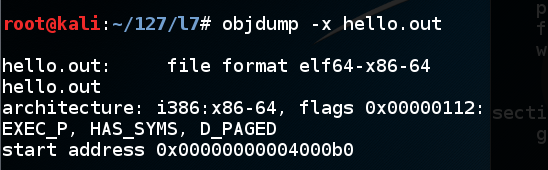 root@kali:~/127/l7# objdump -x hello.out
hello.out:     file format elf64-x86-64
hello.out
architecture: i386:x86-64, flags 0x00000112:
EXEC_P, HAS_SYMS, D_PAGED
start address 0x00000000004000b0
p
f
w
secti
g